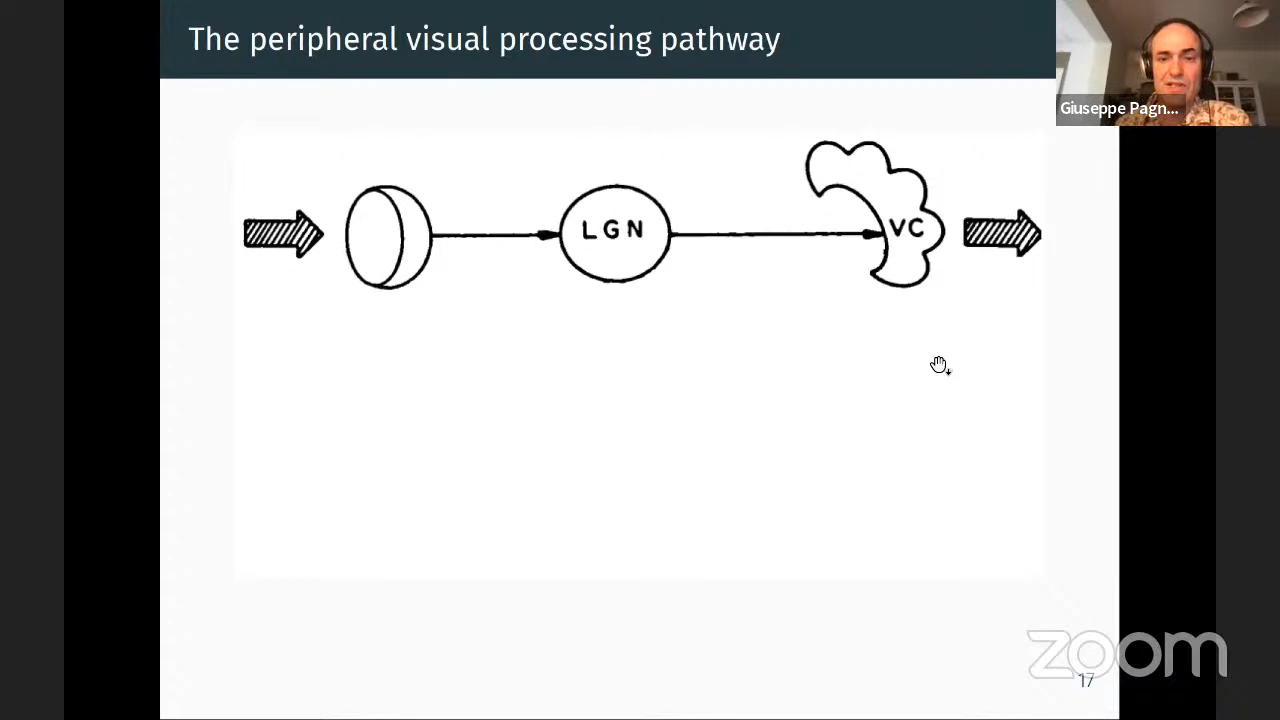 The peripheral visual processing pathway
Giuseppe Pagn...
LGN
VC
zoom
17